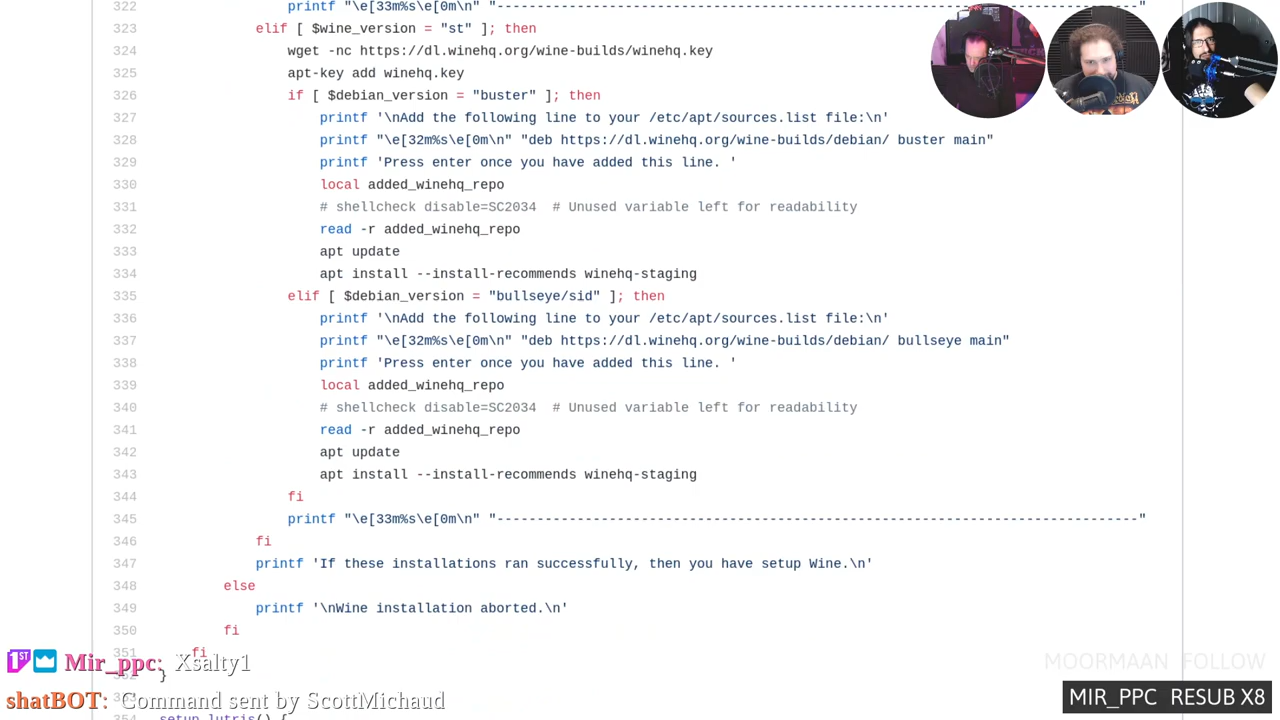 322 printf "\e[33m%s\e[0m\n" "--------------------------------------------------------------------------------"
323 elif [ $wine_version = "st" ]; then
324 wget -nc https://dl.winehq.org/wine-builds/winehq.key
325 apt-key add winehq.key
326 if [ $debian_version = "buster" ]; then
327 printf '\nAdd the following line to your /etc/apt/sources.list file:\n'
328 printf "\e[32m%s\e[0m\n" "deb https://dl.winehq.org/wine-builds/debian/ buster main"
329 printf 'Press enter once you have added this line. '
330 local added_winehq_repo
331 # shellcheck disable=SC2034  # Unused variable left for readability
332 read -r added_winehq_repo
333 apt update
334 apt install --install-recommends winehq-staging
335 elif [ $debian_version = "bullseye/sid" ]; then
336 printf '\nAdd the following line to your /etc/apt/sources.list file:\n'
337 printf "\e[32m%s\e[0m\n" "deb https://dl.winehq.org/wine-builds/debian/ bullseye main"
338 printf 'Press enter once you have added this line. '
339 local added_winehq_repo
340 # shellcheck disable=SC2034  # Unused variable left for readability
341 read -r added_winehq_repo
342 apt update
343 apt install --install-recommends winehq-staging
344 fi
345 printf "\e[33m%s\e[0m\n" "--------------------------------------------------------------------------------"
346 fi
347 printf 'If these installations ran successfully, then you have setup Wine.\n'
348 else
349 printf '\nWine installation aborted.\n'
350 fi
351 fi
}
setup_lutris() {
1ST Mir_ppc: Xsalty1
shatBOT: Command sent by ScottMichaud
MOORMAAN FOLLOW
MIR_PPC RESUB X8